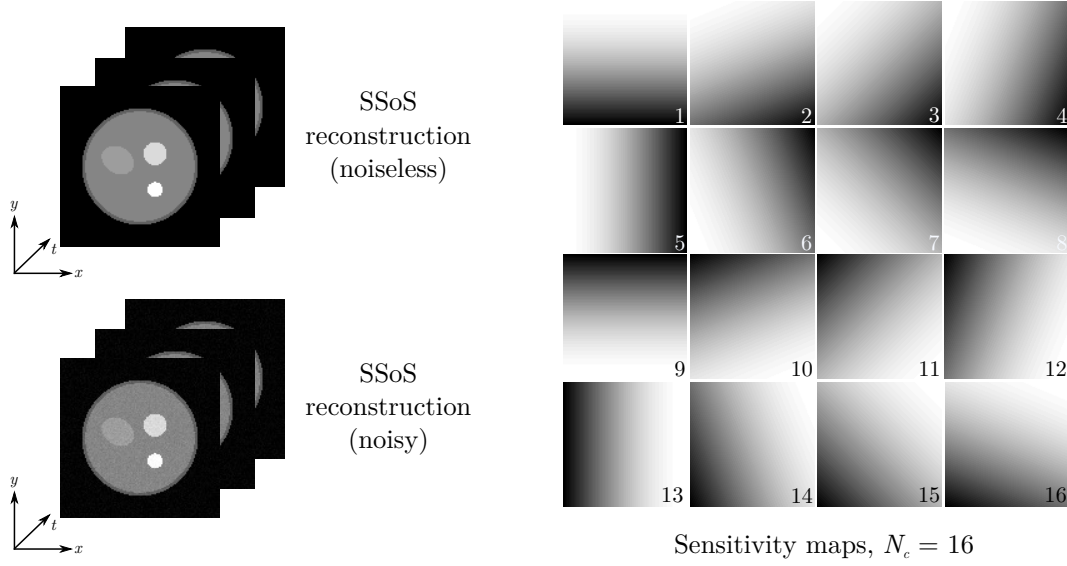 SSoS
reconstruction
(noiseless)
y
t
x
SSoS
reconstruction
(noisy)
y
t
x
1 2 3 4
5 6 7 8
9 10 11 12
13 14 15 16
Sensitivity maps, N_c = 16